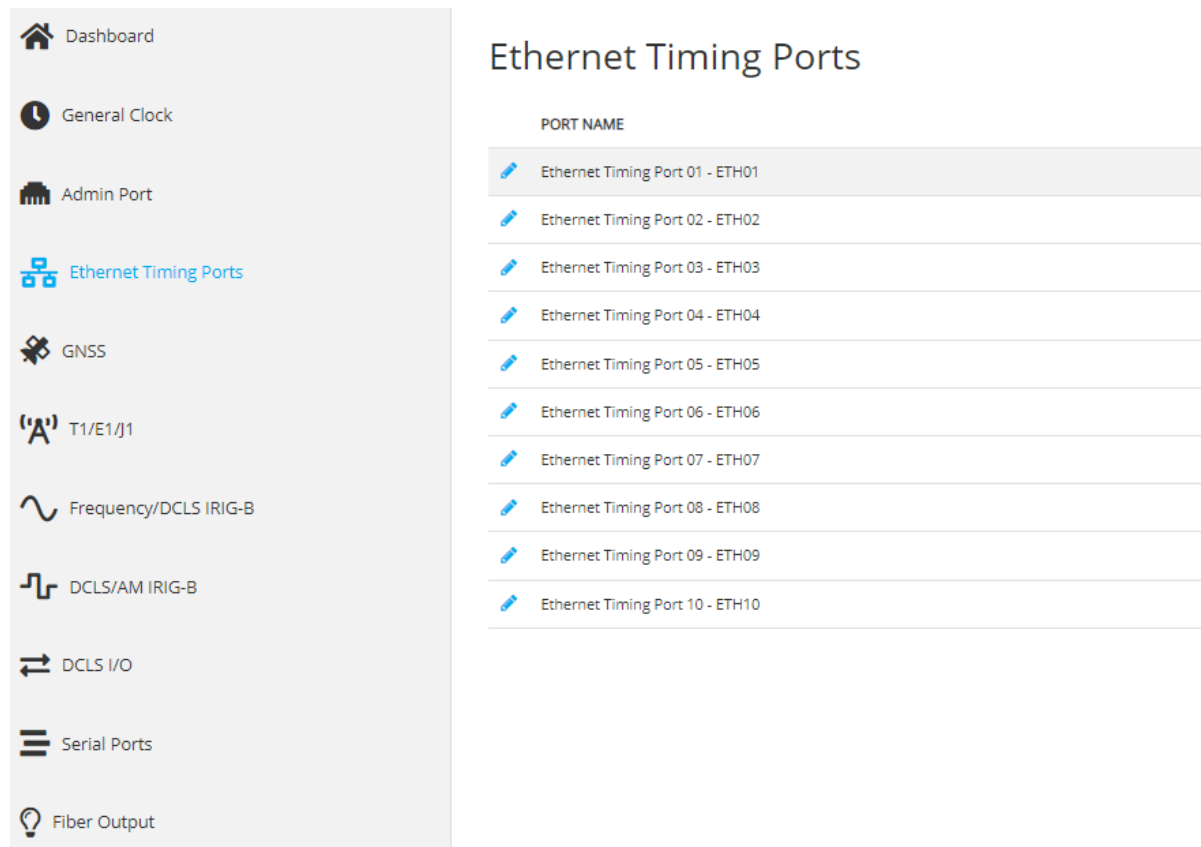 Dashboard
General Clock
Admin Port
Ethernet Timing Ports
GNSS
T1/E1/J1
Frequency/DCLS IRIG-B
DCLS/AM IRIG-B
DCLS I/O
Serial Ports
Fiber Output
Ethernet Timing Ports
PORT NAME
Ethernet Timing Port 01 - ETH01
Ethernet Timing Port 02 - ETH02
Ethernet Timing Port 03 - ETH03
Ethernet Timing Port 04 - ETH04
Ethernet Timing Port 05 - ETH05
Ethernet Timing Port 06 - ETH06
Ethernet Timing Port 07 - ETH07
Ethernet Timing Port 08 - ETH08
Ethernet Timing Port 09 - ETH09
Ethernet Timing Port 10 - ETH10